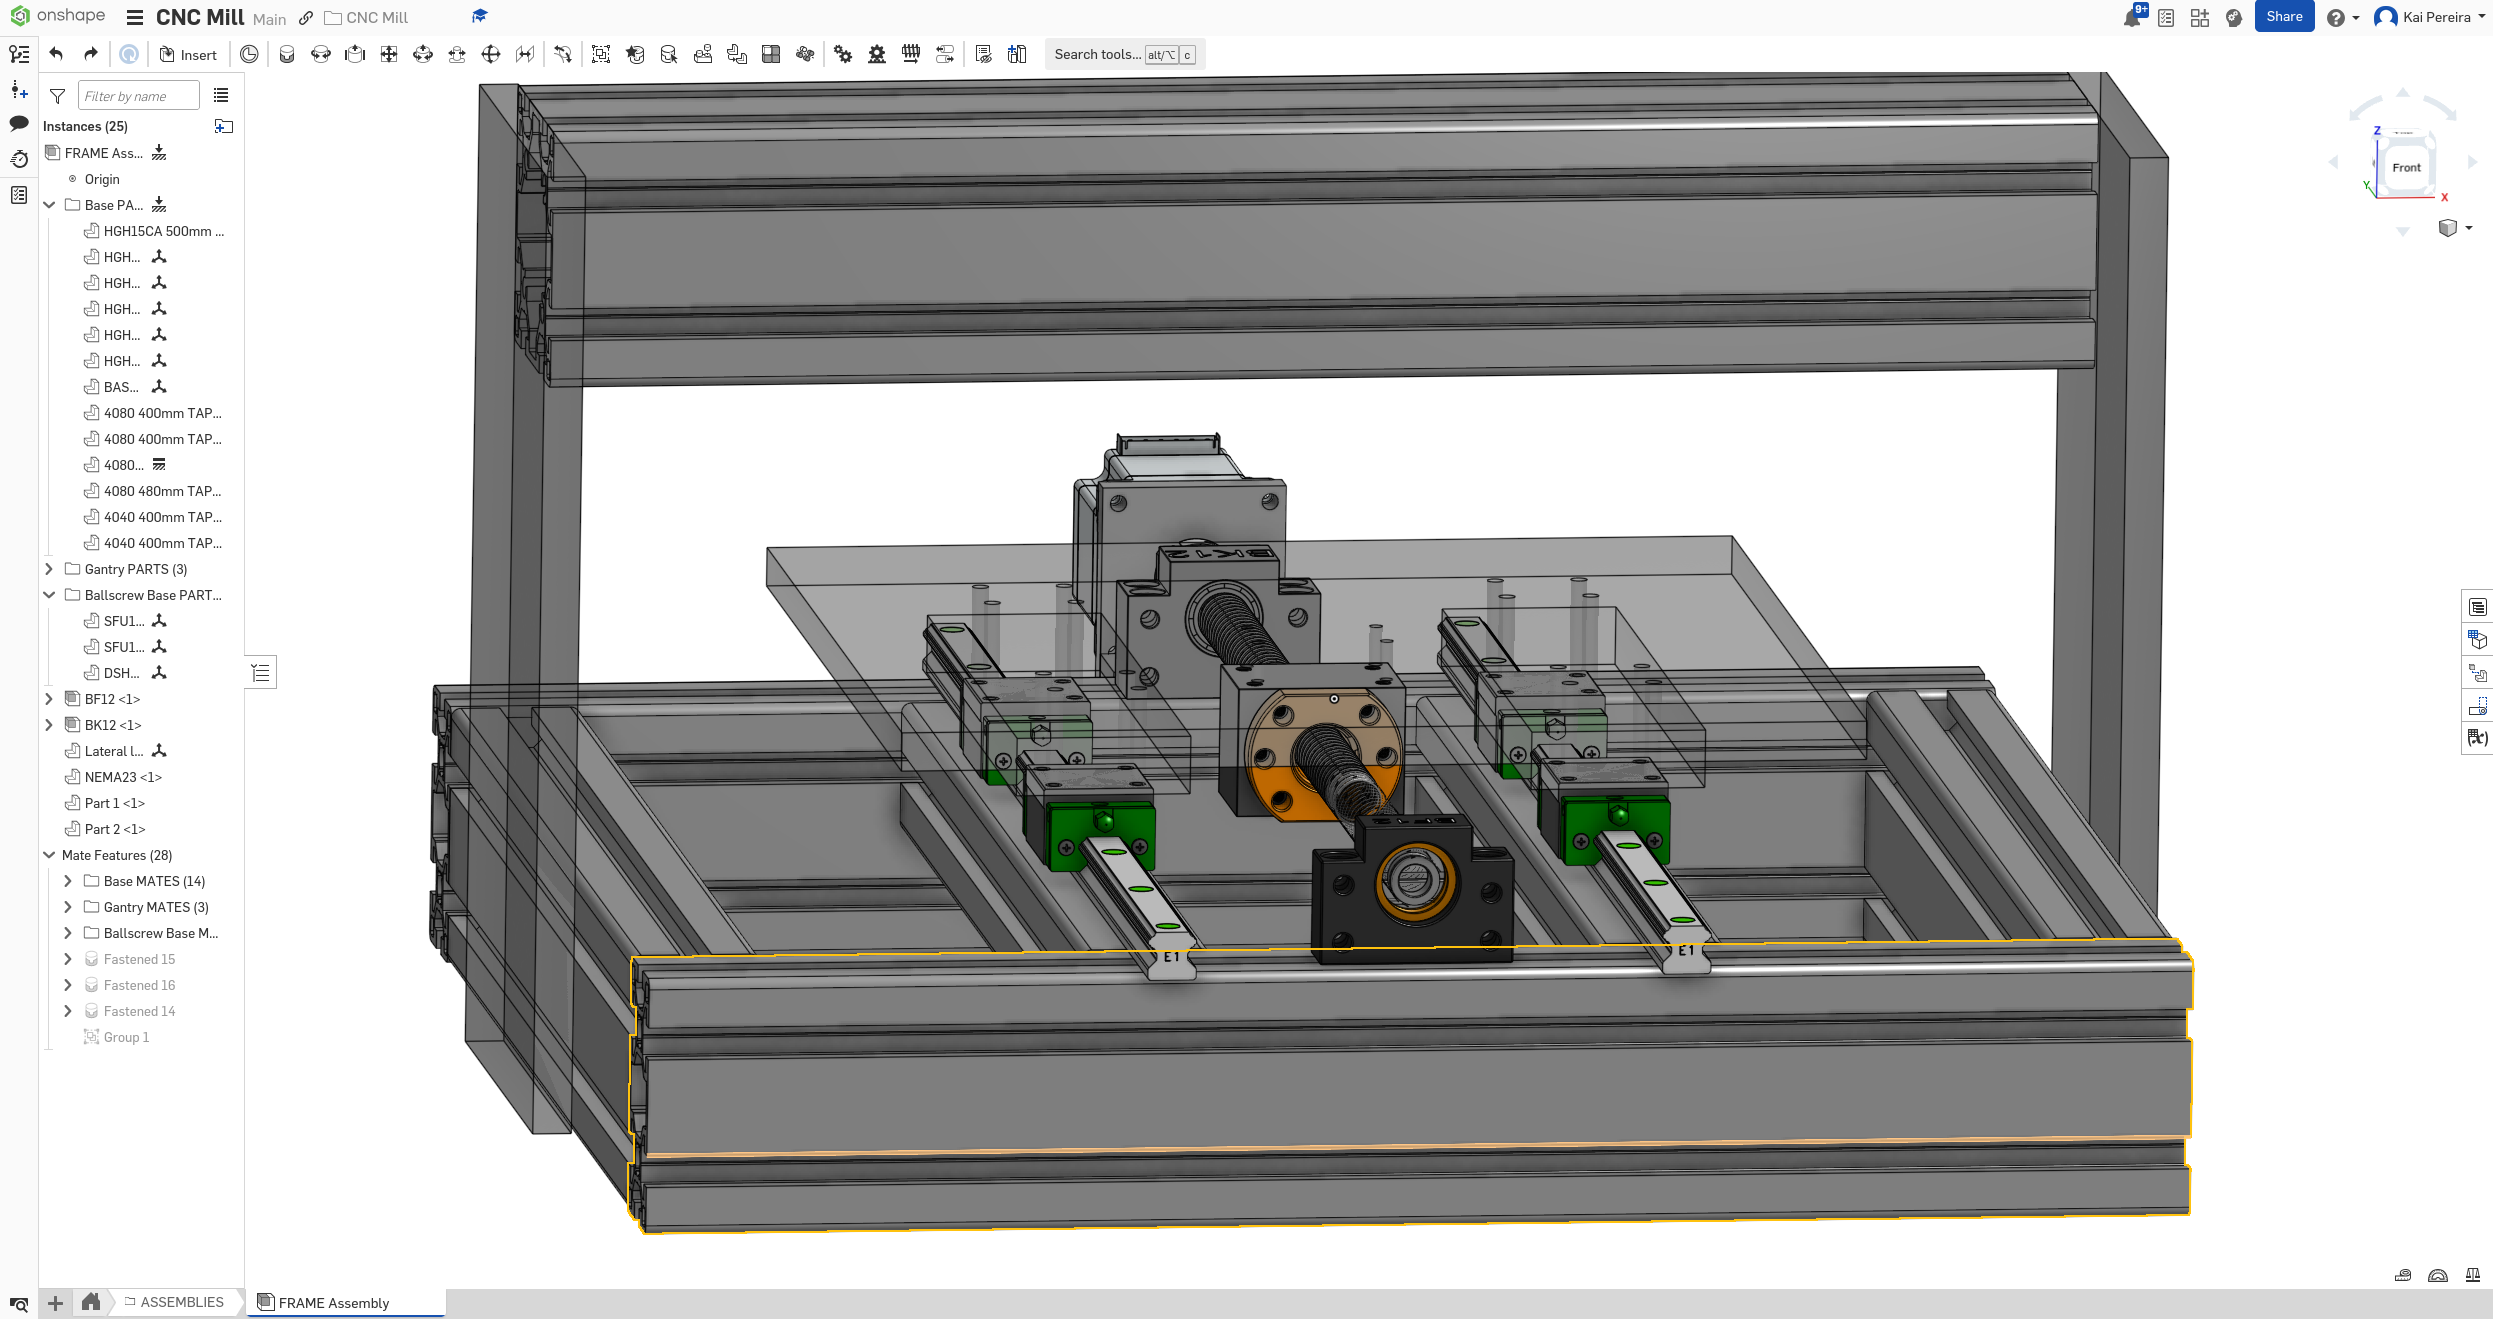 onshape
CNC Mill Main CNC Mill
9+
Share
Kai Pereira
Insert
Search tools... alt/⌥ c
Filter by name
Instances (25)
FRAME Ass...
Origin
Base PA...
HGH15CA 500mm ...
HGH...
HGH...
HGH...
HGH...
HGH...
BAS...
4080 400mm TAP...
4080 400mm TAP...
4080...
4080 480mm TAP...
4040 400mm TAP...
4040 400mm TAP...
Gantry PARTS (3)
Ballscrew Base PART...
SFU1...
SFU1...
DSH...
BF12 <1>
BK12 <1>
Lateral l...
NEMA23 <1>
Part 1 <1>
Part 2 <1>
Mate Features (28)
Base MATES (14)
Gantry MATES (3)
Ballscrew Base M...
Fastened 15
Fastened 16
Fastened 14
Group 1
Z
Front
Y
X
BK12
E1
E1
ASSEMBLIES
FRAME Assembly